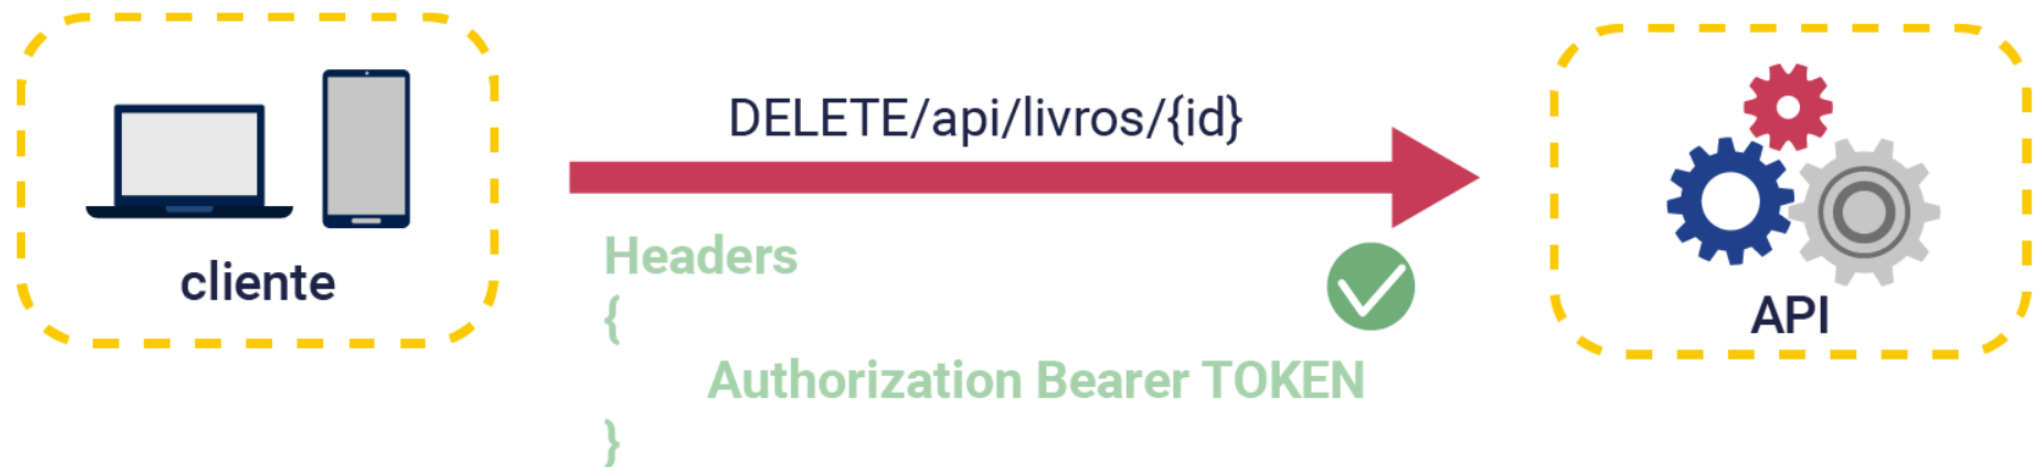 DELETE/api/livros/{id}
Headers
{
Authorization Bearer TOKEN
}
cliente
API